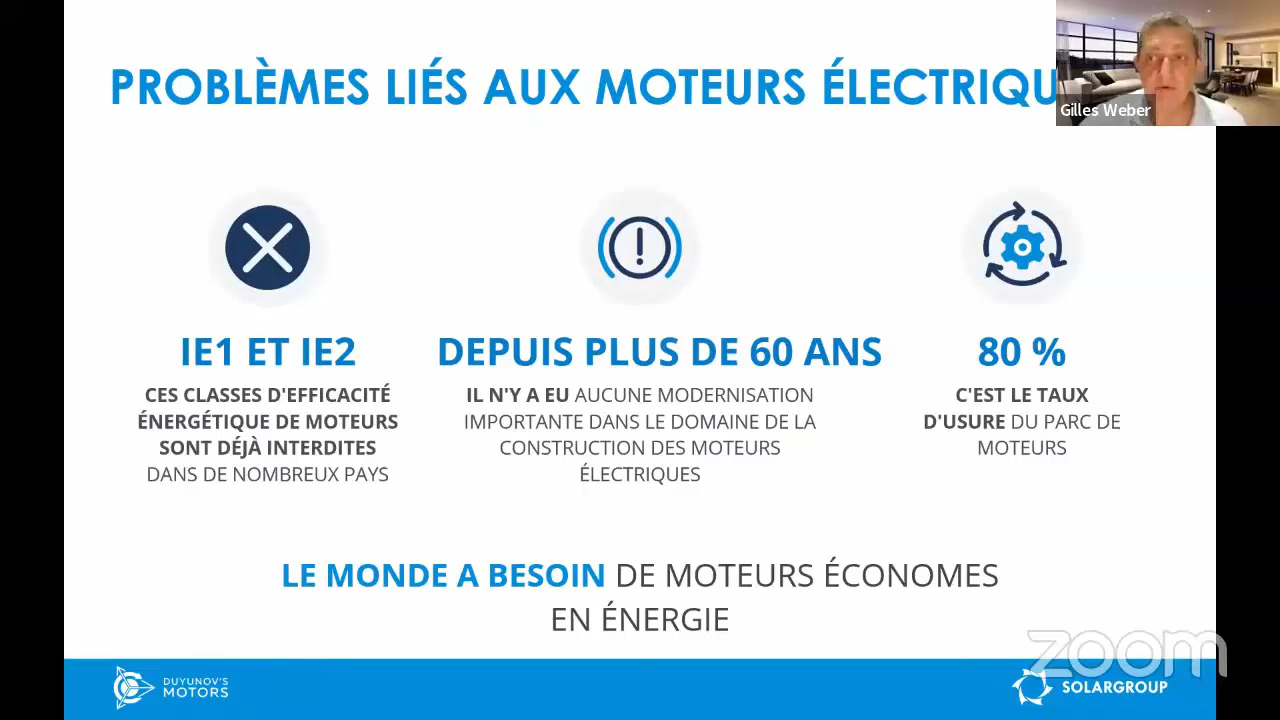 PROBLÈMES LIÉS AUX MOTEURS ÉLECTRIQU
Gilles Weber
IE1 ET IE2
CES CLASSES D'EFFICACITÉ
ÉNERGÉTIQUE DE MOTEURS
SONT DÉJÀ INTERDITES
DANS DE NOMBREUX PAYS
DEPUIS PLUS DE 60 ANS
IL N'Y A EU AUCUNE MODERNISATION
IMPORTANTE DANS LE DOMAINE DE LA
CONSTRUCTION DES MOTEURS
ÉLECTRIQUES
80 %
C'EST LE TAUX
D'USURE DU PARC DE
MOTEURS
LE MONDE A BESOIN DE MOTEURS ÉCONOMES
EN ÉNERGIE
zoom
DUYUNOV'S
MOTORS
SOLARGROUP